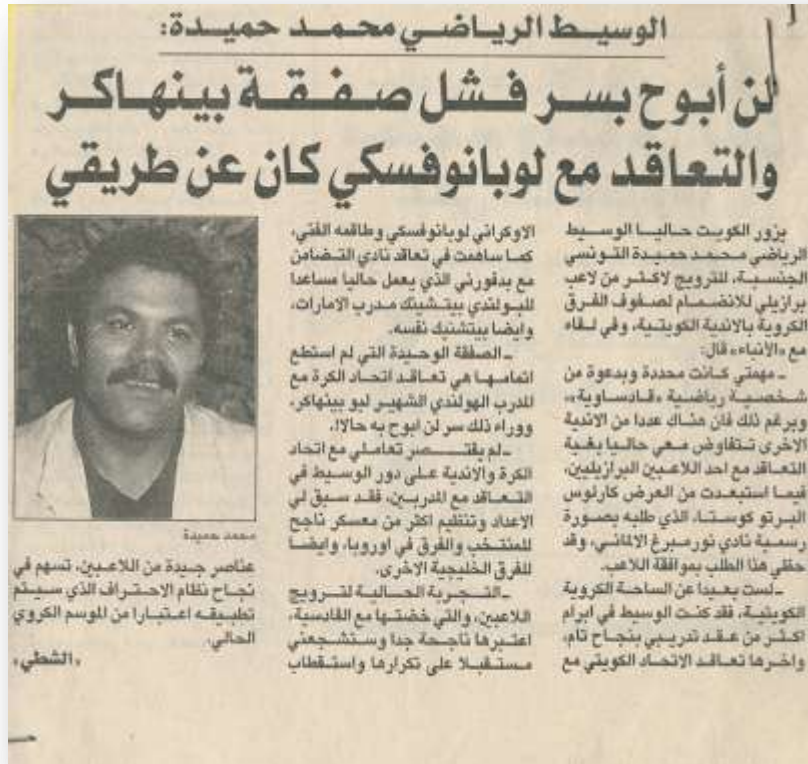 الوسيط الرياضي محمد حميدة:
لن أبوح بسر فشل صفقة بينهاكر
والتعاقد مع لوبانوفسكي كان عن طريقي
يزور الكويت حاليا الوسيط
الرياضي محمد حميدة التونسي
الجنسية، للترويج لاكثر من لاعب
برازيلي للانضمام لصفوف الفرق
الكروية بالاندية الكويتية، وفي لقاء
مع «الأنباء» قال:
ـ مهمتي كانت محددة وبدعوة من
شخصية رياضية «قادساوية»،
وبرغم ذلك فان هناك عددا من الاندية
الاخرى تتفاوض معي حاليا بغية
التعاقد مع احد اللاعبين البرازيليين،
فيما استبعدت من العرض كارلوس
البرتو كوستا، الذي طلبه بصورة
رسمية نادي نورمبرغ الالماني، وقد
حظي هذا الطلب بموافقة اللاعب.
ـ لست بعيدا عن الساحة الكروية
الكويتية، فقد كنت الوسيط في ابرام
اكثر من عقد تدريبي بنجاح تام،
واخرها تعاقد الاتحاد الكويتي مع
الاوكراني لوبانوفسكي وطاقمه الفني،
كما ساهمت في تعاقد نادي التضامن
مع بدفورني الذي يعمل حاليا مساعدا
للبولندي بيتشينك مدرب الامارات،
وايضا بيتشنيك نفسه.
ـ الصفقة الوحيدة التي لم استطع
اتمامها هي تعاقد اتحاد الكرة مع
المدرب الهولندي الشهير ليو بينهاكر،
ووراء ذلك سر لن ابوح به حالا!.
ـ لم يقتصر تعاملي مع اتحاد
الكرة والاندية على دور الوسيط في
التعاقد مع المدربين، فقد سبق لي
الاعداد وتنظيم اكثر من معسكر ناجح
للمنتخب والفرق في اوروبا، وايضا
للفرق الخليجية الاخرى.
ـ التجربة الحالية لترويج
اللاعبين، والتي خضتها مع القادسية،
اعتبرها ناجحة جدا وستشجعني
مستقبلا على تكرارها واستقطاب
محمد حميدة
عناصر جيدة من اللاعبين، تسهم في
نجاح نظام الاحتراف الذي سيتم
تطبيقه اعتبارا من الموسم الكروي
الحالي.
«الشطي»